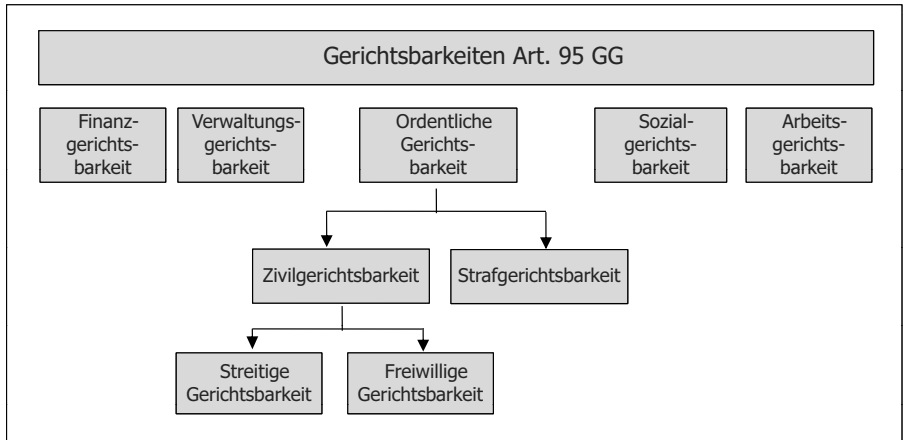 Gerichtsbarkeiten Art. 95 GG
Finanz-
gerichts-
barkeit
Verwaltungs-
gerichts-
barkeit
Ordentliche
Gerichts-
barkeit
Sozial-
gerichts-
barkeit
Arbeits-
gerichts-
barkeit
Zivilgerichtsbarkeit
Strafgerichtsbarkeit
Streitige
Gerichtsbarkeit
Freiwillige
Gerichtsbarkeit